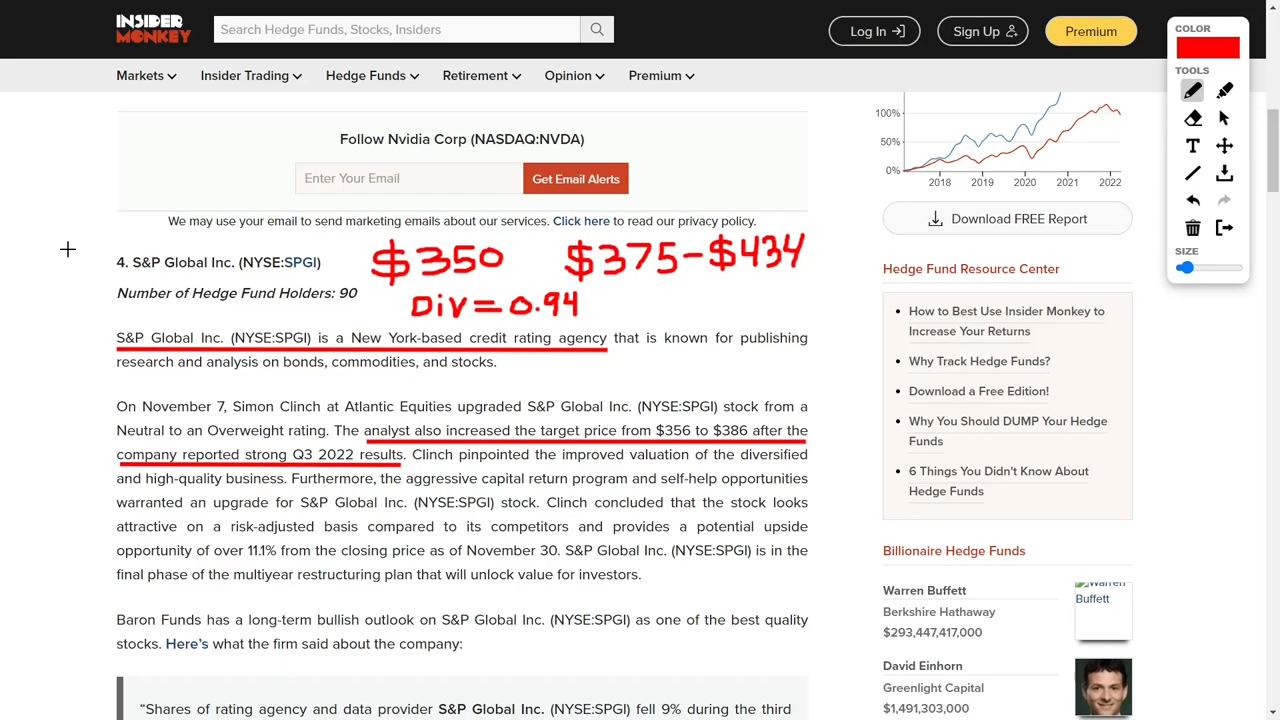 INSIDER
MONKEY
Search Hedge Funds, Stocks, Insiders
Log In
Sign Up
Premium
Markets
Insider Trading
Hedge Funds
Retirement
Opinion
Premium
Follow Nvidia Corp (NASDAQ:NVDA)
Enter Your Email
Get Email Alerts
We may use your email to send marketing emails about our services. Click here to read our privacy policy.
4. S&P Global Inc. (NYSE:SPGI)
$350
$375-$434
Number of Hedge Fund Holders: 90
Div = 0.94
S&P Global Inc. (NYSE:SPGI) is a New York-based credit rating agency that is known for publishing
research and analysis on bonds, commodities, and stocks.
On November 7, Simon Clinch at Atlantic Equities upgraded S&P Global Inc. (NYSE:SPGI) stock from a
Neutral to an Overweight rating. The analyst also increased the target price from $356 to $386 after the
company reported strong Q3 2022 results. Clinch pinpointed the improved valuation of the diversified
and high-quality business. Furthermore, the aggressive capital return program and self-help opportunities
warranted an upgrade for S&P Global Inc. (NYSE:SPGI) stock. Clinch concluded that the stock looks
attractive on a risk-adjusted basis compared to its competitors and provides a potential upside
opportunity of over 11.1% from the closing price as of November 30. S&P Global Inc. (NYSE:SPGI) is in the
final phase of the multiyear restructuring plan that will unlock value for investors.
Baron Funds has a long-term bullish outlook on S&P Global Inc. (NYSE:SPGI) as one of the best quality
stocks. Here's what the firm said about the company:
“Shares of rating agency and data provider S&P Global Inc. (NYSE:SPGI) fell 9% during the third
100%
50%
0%
2018
2019
2020
2021
2022
Download FREE Report
Hedge Fund Resource Center
How to Best Use Insider Monkey to
Increase Your Returns
Why Track Hedge Funds?
Download a Free Edition!
Why You Should DUMP Your Hedge
Funds
6 Things You Didn't Know About
Hedge Funds
Billionaire Hedge Funds
Warren Buffett
Berkshire Hathaway
$293,447,417,000
Warren
Buffett
David Einhorn
Greenlight Capital
$1,491,303,000
COLOR
TOOLS
T
SIZE